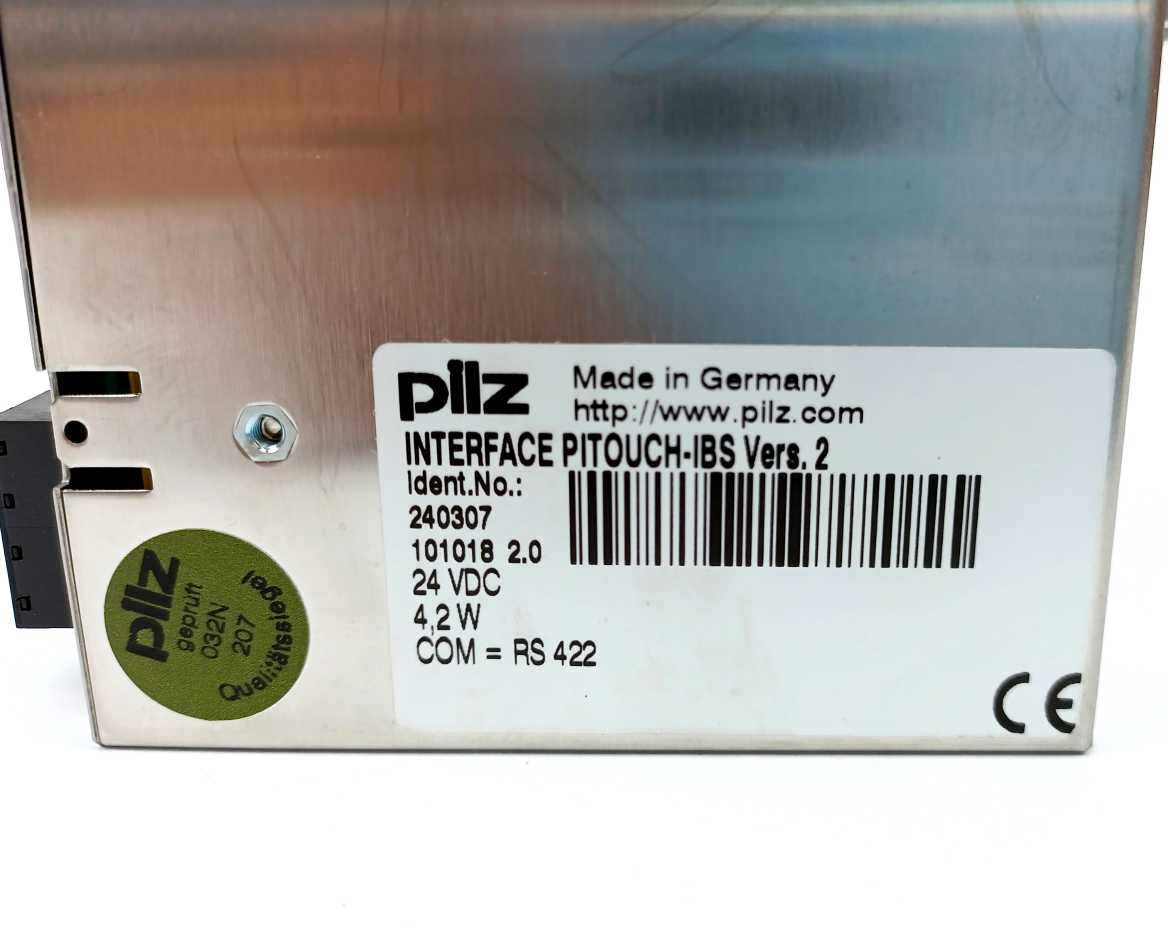 pilz
Made in Germany
http://www.pilz.com
INTERFACE PITOUCH-IBS Vers. 2
Ident.No.:
240307
101018 2.0
24 VDC
4,2 W
COM = RS 422
CE
pilz
geprüft
032N
207
Qualitätssiegel